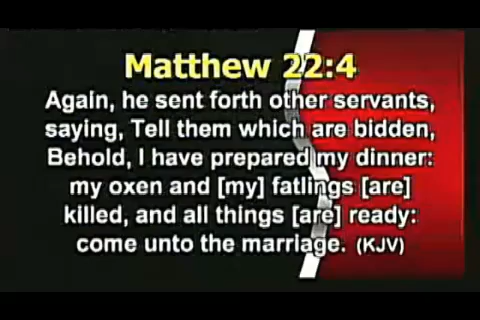 Matthew 22:4
Again, he sent forth other servants,
saying, Tell them which are bidden,
Behold, I have prepared my dinner:
my oxen and [my] fatlings [are]
killed, and all things [are] ready:
come unto the marriage. (KJV)